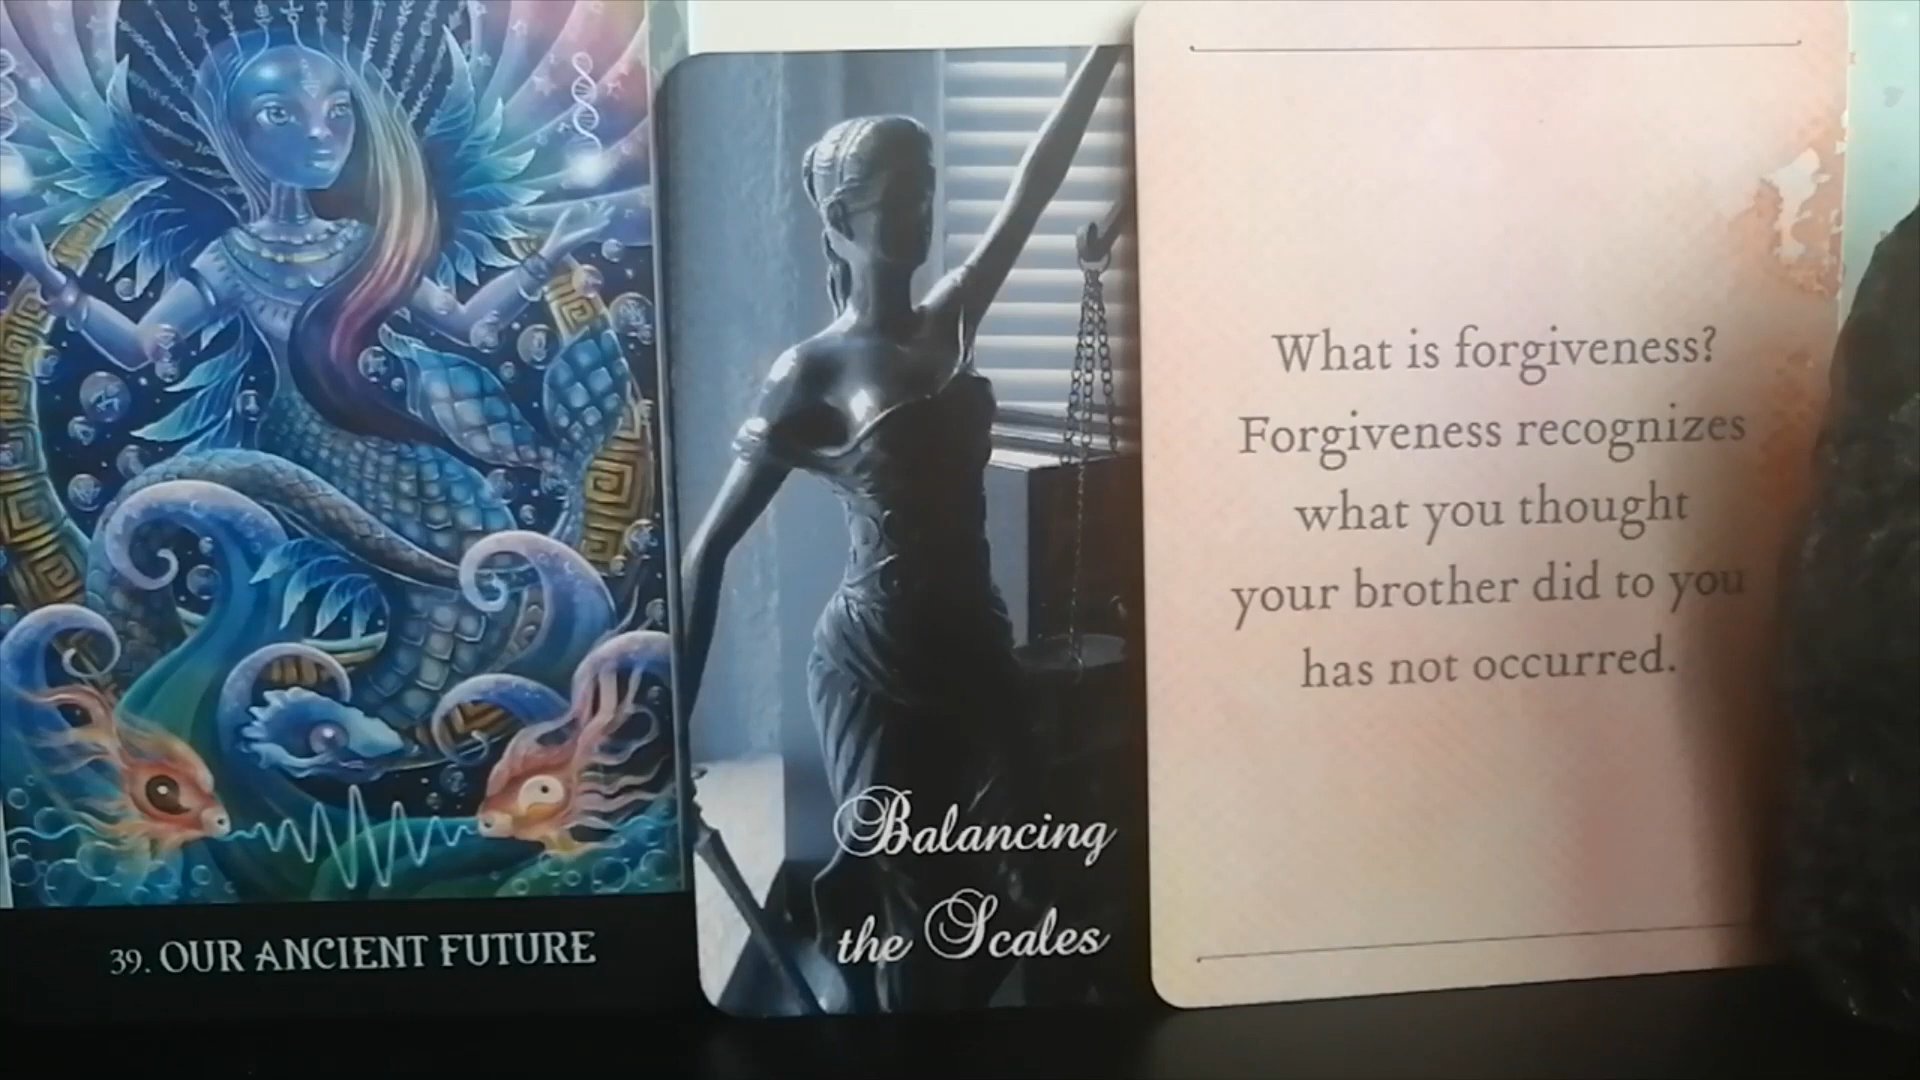 39. OUR ANCIENT FUTURE
Balancing
the Scales
What is forgiveness?
Forgiveness recognizes
what you thought
your brother did to you
has not occurred.